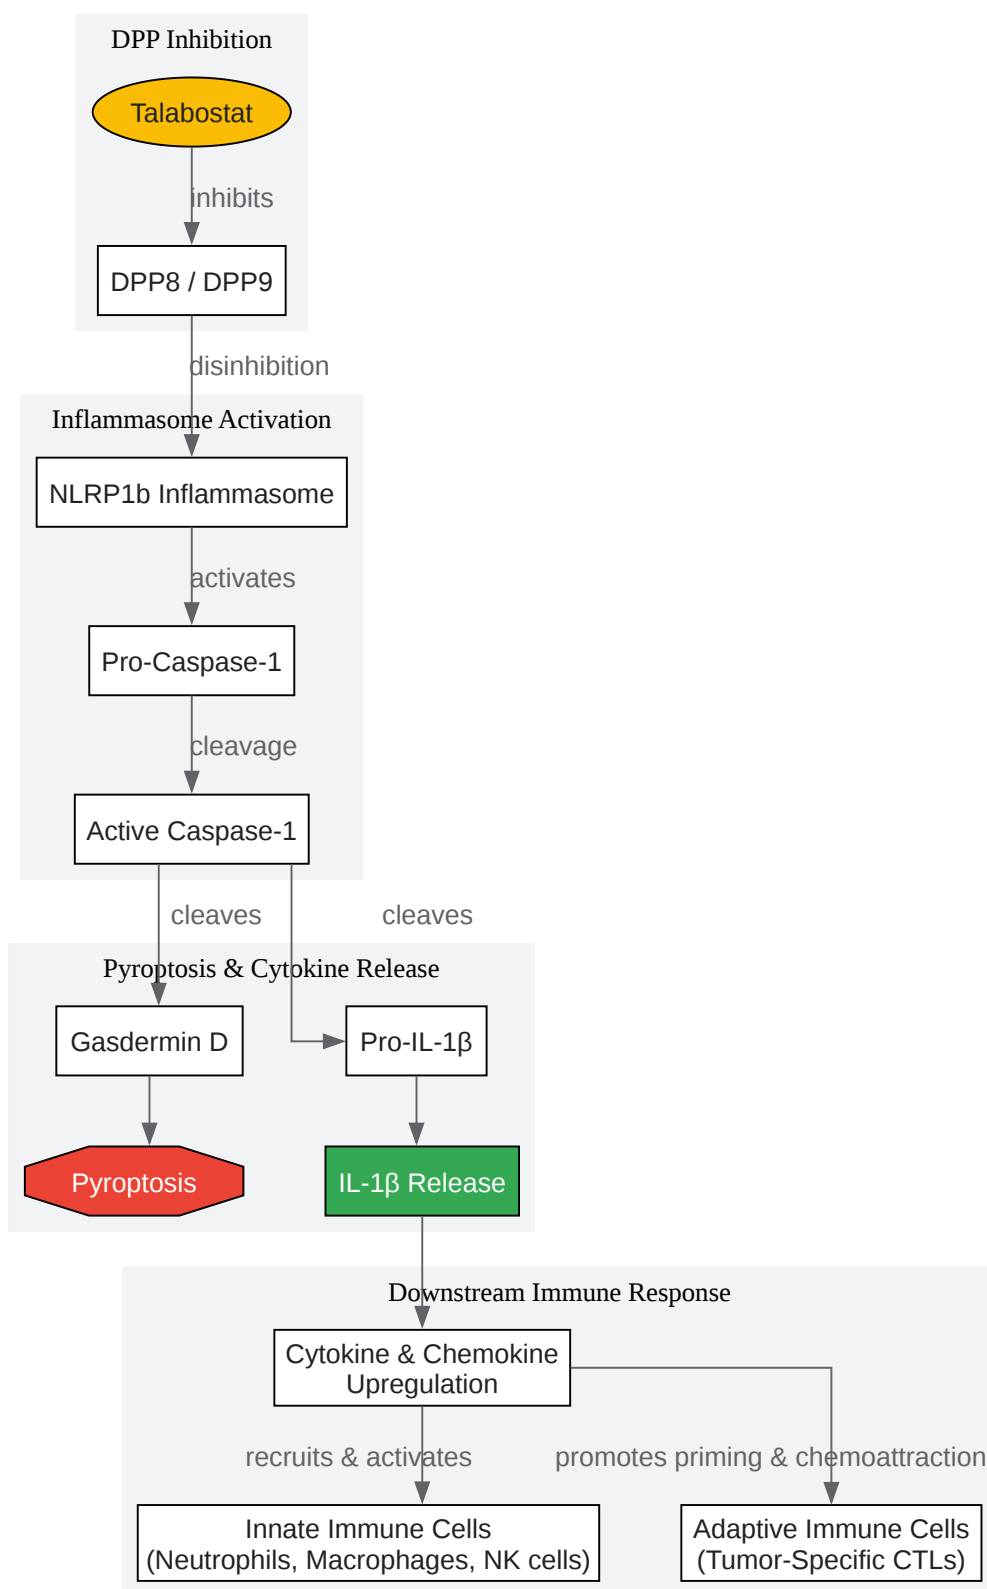 DPP Inhibition
Talabostat
inhibits
DPP8 / DPP9
disinhibition
Inflammasome Activation
NLRP1b Inflammasome
activates
Pro-Caspase-1
cleavage
Active Caspase-1
cleaves
cleaves
Pyroptosis & Cytokine Release
Gasdermin D
Pro-IL-1β
Pyroptosis
IL-1β Release
Downstream Immune Response
Cytokine & Chemokine
Upregulation
recruits & activates
promotes priming & chemoattraction
Innate Immune Cells
(Neutrophils, Macrophages, NK cells)
Adaptive Immune Cells
(Tumor-Specific CTLs)